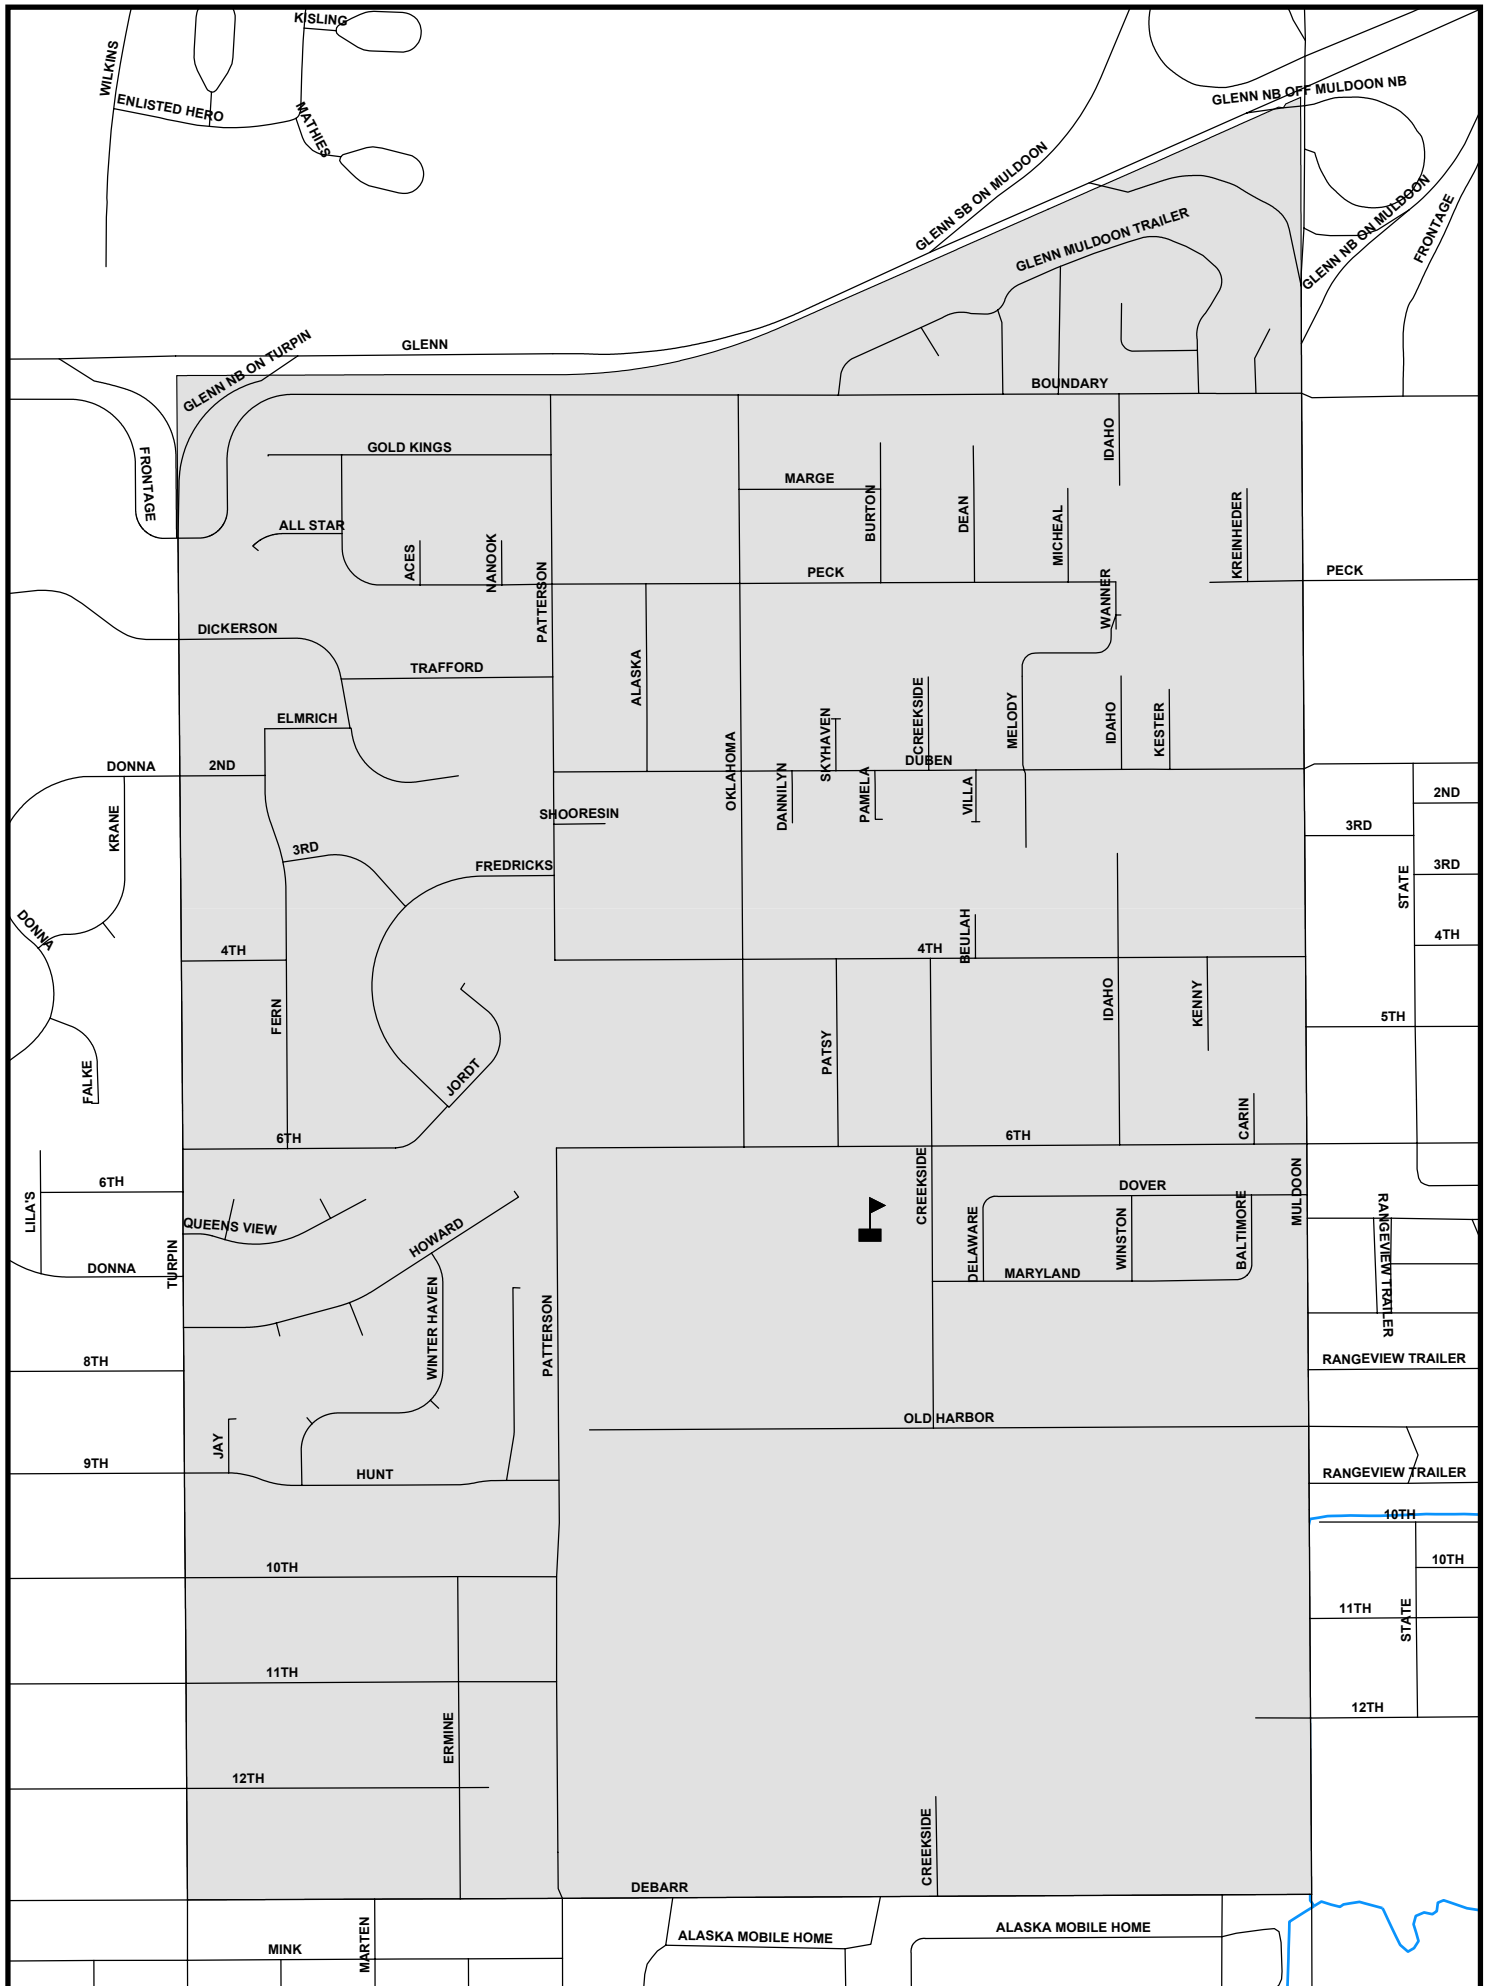 KISLING
WILKINS
ENLISTED HERO
MATHIES
GLENN NB OFF MULDOON NB
GLENN SB ON MULDOON
GLENN NB ON MULDOON
FRONTAGE
GLENN MULDOON TRAILER
GLENN
GLENN NB ON TURPIN
BOUNDARY
FRONTAGE
GOLD KINGS
IDAHO
MARGE
BURTON
DEAN
MICHEAL
KREINHEDER
ALL STAR
ACES
NANOOK
PATTERSON
PECK
PECK
WANNER
DICKERSON
TRAFFORD
ALASKA
ELMRICH
OKLAHOMA
SKYHAVEN
CREEKSIDE
MELODY
IDAHO
KESTER
DONNA
2ND
DUBEN
DANNILYN
PAMELA
VILLA
2ND
KRANE
SHOORESIN
3RD
3RD
FREDRICKS
3RD
STATE
DONNA
4TH
4TH
BEULAH
4TH
FERN
IDAHO
KENNY
5TH
PATSY
FALKE
JORDT
CARIN
6TH
6TH
6TH
LILA'S
CREEKSIDE
DOVER
MULDOON
QUEENS VIEW
HOWARD
DELAWARE
WINSTON
BALTIMORE
RANGEVIEW TRAILER
DONNA
TURPIN
MARYLAND
WINTER HAVEN
PATTERSON
8TH
RANGEVIEW TRAILER
OLD HARBOR
JAY
9TH
HUNT
RANGEVIEW TRAILER
10TH
10TH
10TH
11TH
STATE
11TH
12TH
ERMINE
12TH
CREEKSIDE
DEBARR
MARTEN
MINK
ALASKA MOBILE HOME
ALASKA MOBILE HOME